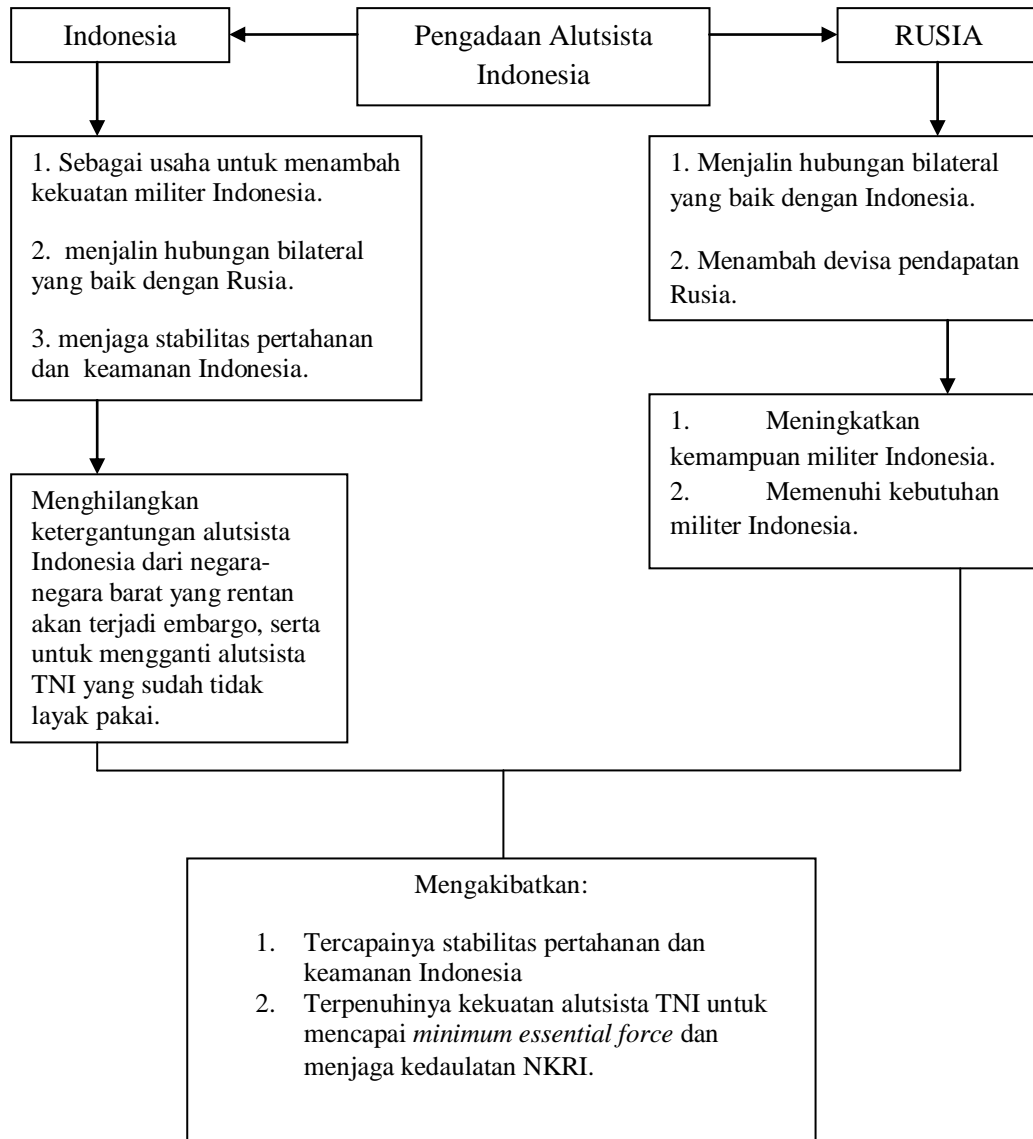 Indonesia
Pengadaan Alutsista
Indonesia
RUSIA
1. Sebagai usaha untuk menambah
kekuatan militer Indonesia.
2.  menjalin hubungan bilateral
yang baik dengan Rusia.
3. menjaga stabilitas pertahanan
dan  keamanan Indonesia.
1. Menjalin hubungan bilateral
yang baik dengan Indonesia.
2. Menambah devisa pendapatan
Rusia.
Menghilangkan
ketergantungan alutsista
Indonesia dari negara-
negara barat yang rentan
akan terjadi embargo, serta
untuk mengganti alutsista
TNI yang sudah tidak
layak pakai.
1. Meningkatkan
kemampuan militer Indonesia.
2. Memenuhi kebutuhan
militer Indonesia.
Mengakibatkan:
1. Tercapainya stabilitas pertahanan dan
keamanan Indonesia
2. Terpenuhinya kekuatan alutsista TNI untuk
mencapai minimum essential force dan
menjaga kedaulatan NKRI.